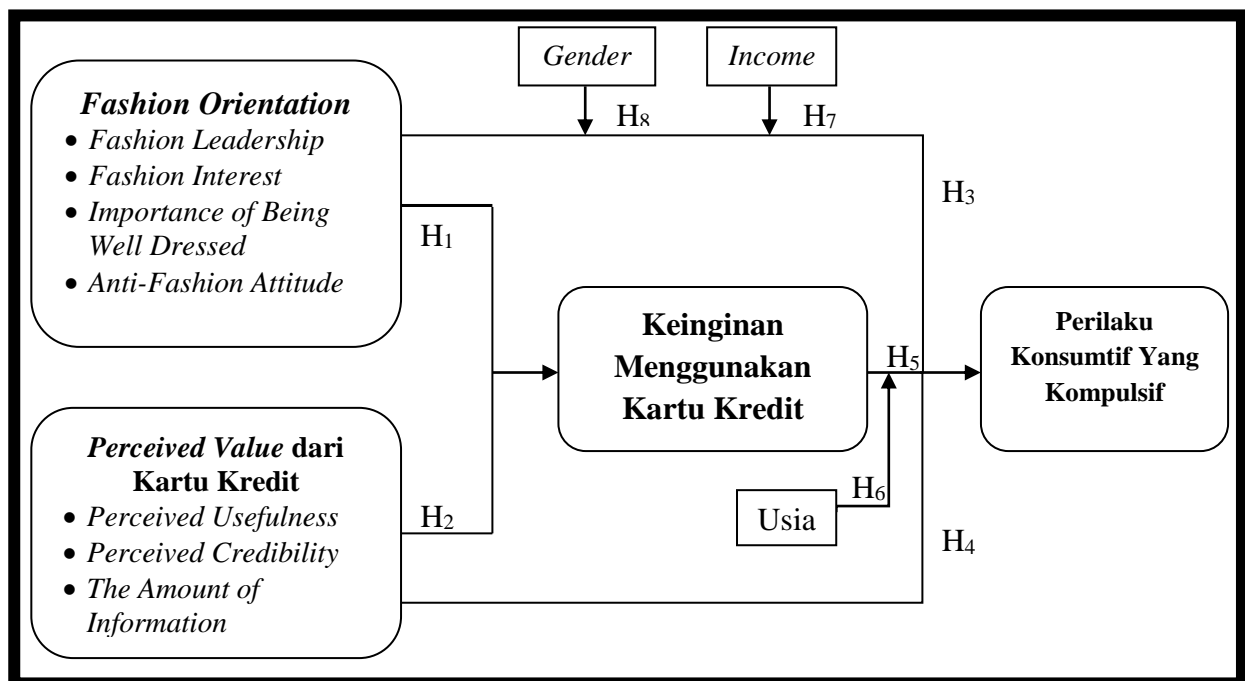 Gender
Income
H8
H7
Fashion Orientation
• Fashion Leadership
• Fashion Interest
• Importance of Being
Well Dressed
• Anti-Fashion Attitude
H1
H3
Keinginan
Menggunakan
Kartu Kredit
H5
Perilaku
Konsumtif Yang
Kompulsif
Perceived Value dari
Kartu Kredit
• Perceived Usefulness
• Perceived Credibility
• The Amount of
Information
H2
Usia
H6
H4